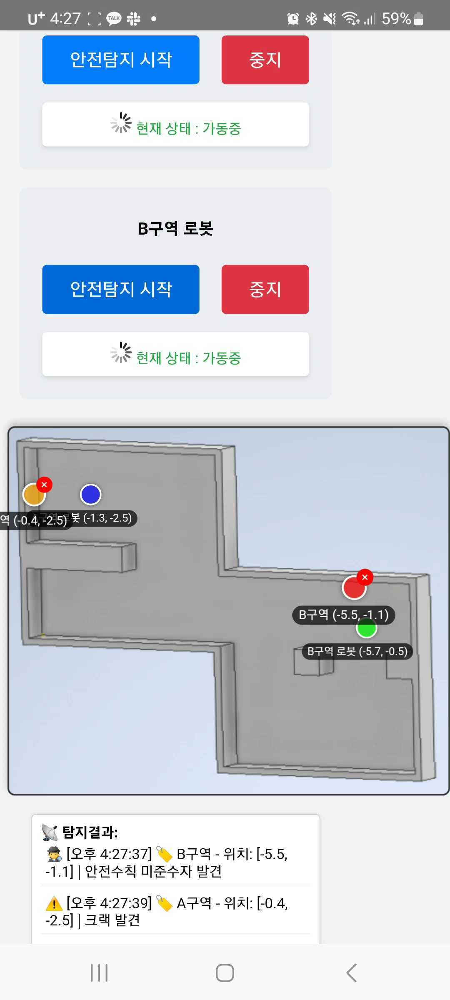 U+ 4:27 TALK 59%
안전탐지 시작 중지
현재 상태 : 가동중
B구역 로봇
안전탐지 시작 중지
현재 상태 : 가동중
역 (-0.4, -2.5)
A구역 로봇 (-1.3, -2.5)
B구역 (-5.5, -1.1)
B구역 로봇 (-5.7, -0.5)
탐지결과:
[오후 4:27:37] B구역 - 위치: [-5.5,
-1.1] | 안전수칙 미준수자 발견
[오후 4:27:39] A구역 - 위치: [-0.4,
-2.5] | 크랙 발견